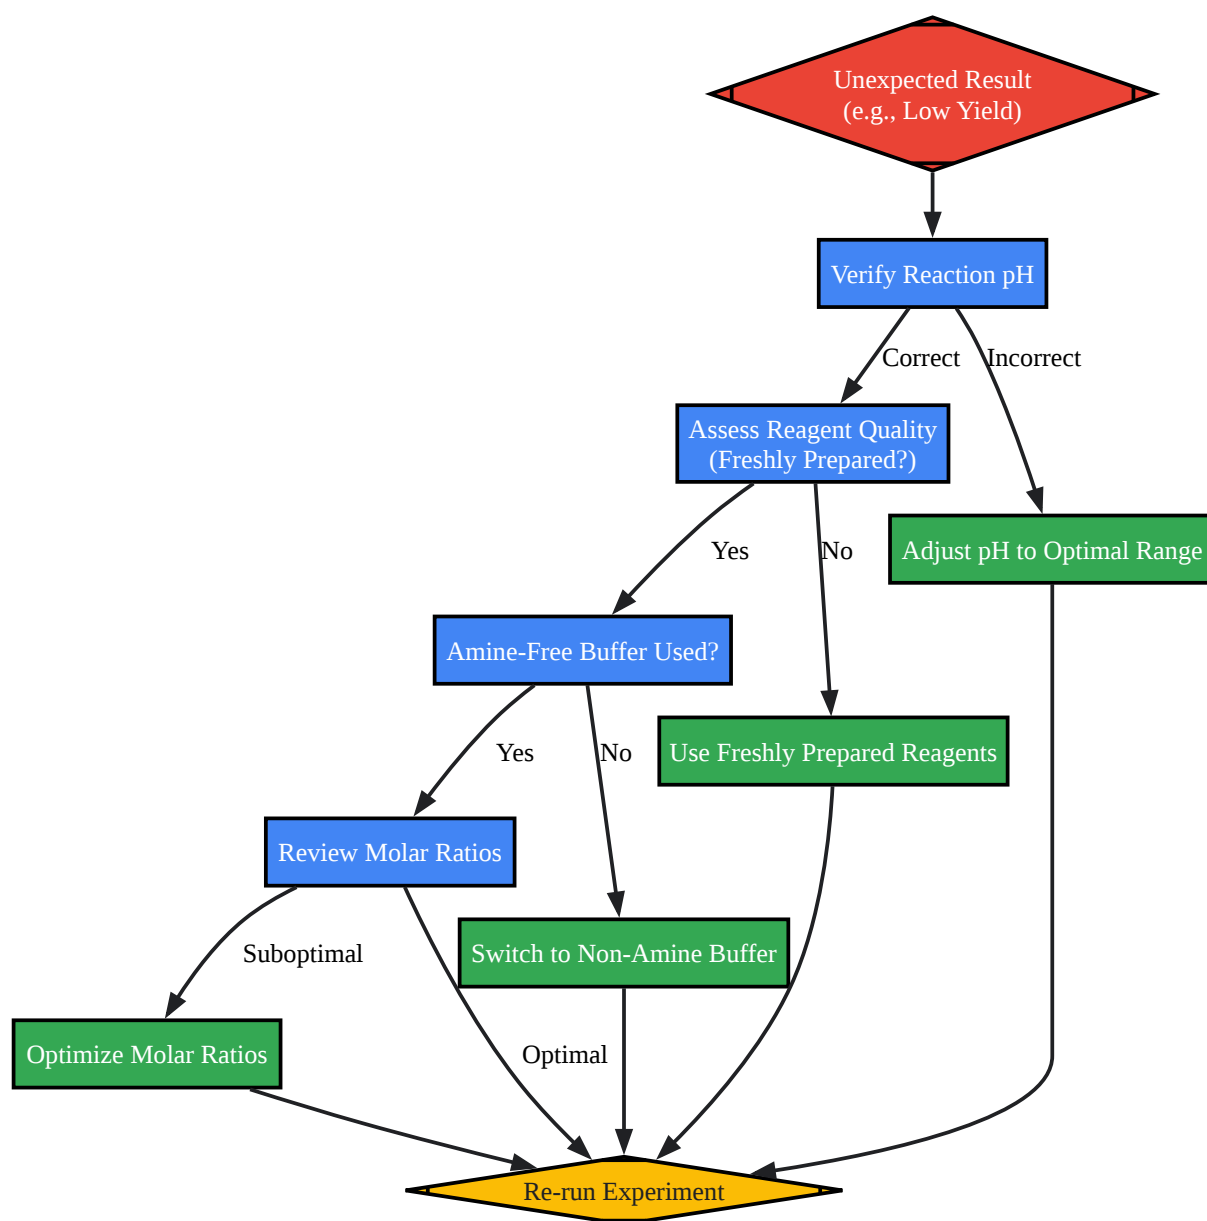 Unexpected Result
(e.g., Low Yield)
Verify Reaction pH
Correct
Incorrect
Assess Reagent Quality
(Freshly Prepared?)
Yes
No
Adjust pH to Optimal Range
Amine-Free Buffer Used?
Yes
No
Use Freshly Prepared Reagents
Review Molar Ratios
Suboptimal
Switch to Non-Amine Buffer
Optimize Molar Ratios
Optimal
Re-run Experiment